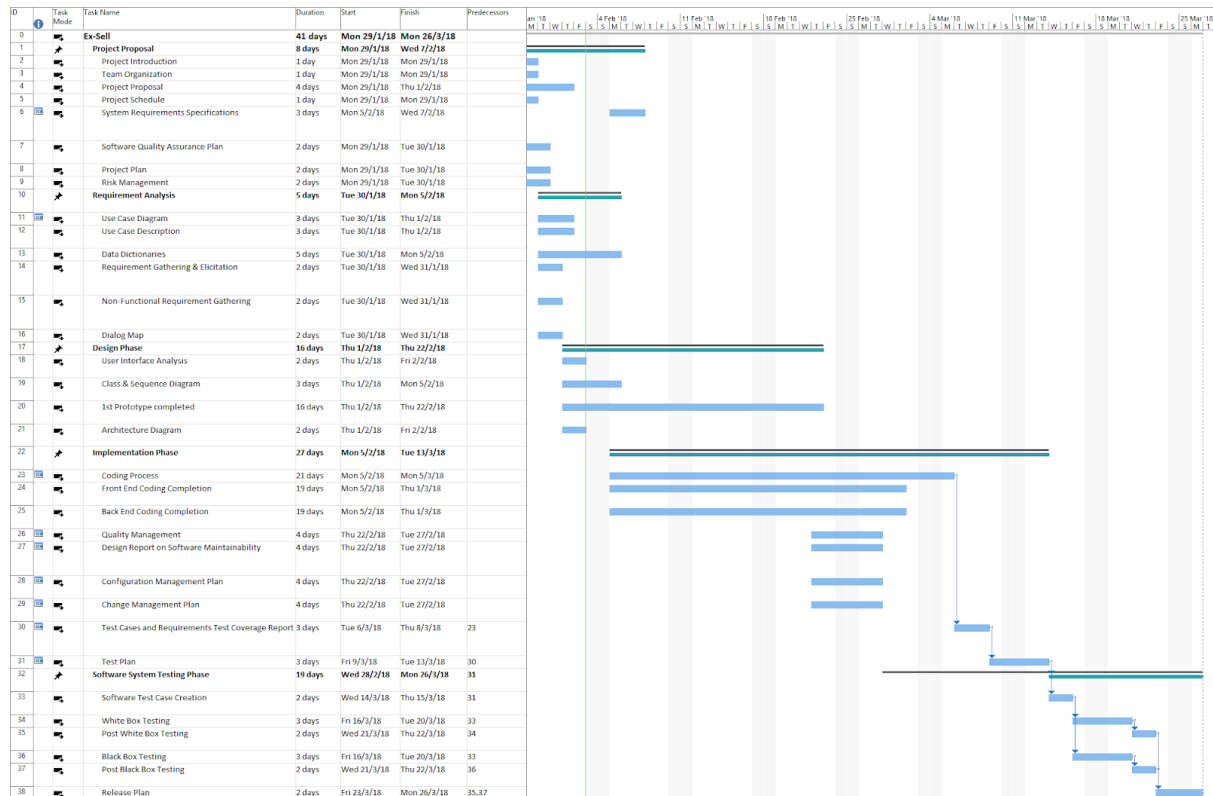 ID Task Mode Task Name Duration Start Finish Predecessors
an '18 4 Feb '18 11 Feb '18 18 Feb '18 25 Feb '18 4 Mar '18 11 Mar '18 18 Mar '18 25 Mar '18
M T W T F S S M T W T F S S M T W T F S S M T W T F S S M T W T F S S M T W T F S S M T W T F S S M T W T F S S M T
0 Ex-Sell 41 days Mon 29/1/18 Mon 26/3/18
1 Project Proposal 8 days Mon 29/1/18 Wed 7/2/18
2 Project Introduction 1 day Mon 29/1/18 Mon 29/1/18
3 Team Organization 1 day Mon 29/1/18 Mon 29/1/18
4 Project Proposal 4 days Mon 29/1/18 Thu 1/2/18
5 Project Schedule 1 day Mon 29/1/18 Mon 29/1/18
6 System Requirements Specifications 3 days Mon 5/2/18 Wed 7/2/18
7 Software Quality Assurance Plan 2 days Mon 29/1/18 Tue 30/1/18
8 Project Plan 2 days Mon 29/1/18 Tue 30/1/18
9 Risk Management 2 days Mon 29/1/18 Tue 30/1/18
10 Requirement Analysis 5 days Tue 30/1/18 Mon 5/2/18
11 Use Case Diagram 3 days Tue 30/1/18 Thu 1/2/18
12 Use Case Description 3 days Tue 30/1/18 Thu 1/2/18
13 Data Dictionaries 5 days Tue 30/1/18 Mon 5/2/18
14 Requirement Gathering & Elicitation 2 days Tue 30/1/18 Wed 31/1/18
15 Non-Functional Requirement Gathering 2 days Tue 30/1/18 Wed 31/1/18
16 Dialog Map 2 days Tue 30/1/18 Wed 31/1/18
17 Design Phase 16 days Thu 1/2/18 Thu 22/2/18
18 User Interface Analysis 2 days Thu 1/2/18 Fri 2/2/18
19 Class & Sequence Diagram 3 days Thu 1/2/18 Mon 5/2/18
20 1st Prototype completed 16 days Thu 1/2/18 Thu 22/2/18
21 Architecture Diagram 2 days Thu 1/2/18 Fri 2/2/18
22 Implementation Phase 27 days Mon 5/2/18 Tue 13/3/18
23 Coding Process 21 days Mon 5/2/18 Mon 5/3/18
24 Front End Coding Completion 19 days Mon 5/2/18 Thu 1/3/18
25 Back End Coding Completion 19 days Mon 5/2/18 Thu 1/3/18
26 Quality Management 4 days Thu 22/2/18 Tue 27/2/18
27 Design Report on Software Maintainability 4 days Thu 22/2/18 Tue 27/2/18
28 Configuration Management Plan 4 days Thu 22/2/18 Tue 27/2/18
29 Change Management Plan 4 days Thu 22/2/18 Tue 27/2/18
30 Test Cases and Requirements Test Coverage Report 3 days Tue 6/3/18 Thu 8/3/18 23
31 Test Plan 3 days Fri 9/3/18 Tue 13/3/18 30
32 Software System Testing Phase 19 days Wed 28/2/18 Mon 26/3/18 31
33 Software Test Case Creation 2 days Wed 14/3/18 Thu 15/3/18 31
34 White Box Testing 3 days Fri 16/3/18 Tue 20/3/18 33
35 Post White Box Testing 2 days Wed 21/3/18 Thu 22/3/18 34
36 Black Box Testing 3 days Fri 16/3/18 Tue 20/3/18 33
37 Post Black Box Testing 2 days Wed 21/3/18 Thu 22/3/18 36
38 Release Plan 2 days Fri 23/3/18 Mon 26/3/18 35,37